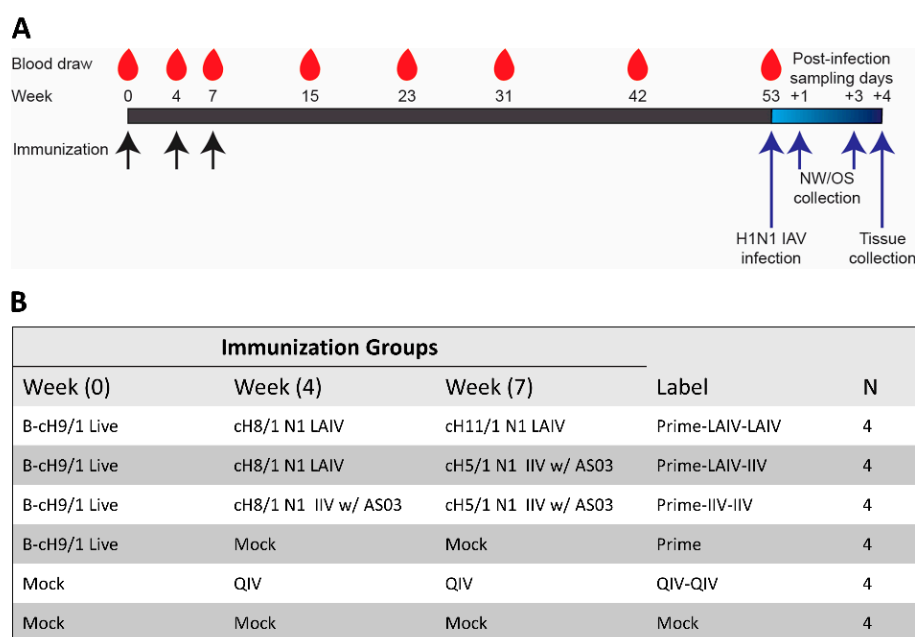 A
Blood draw
Post-infection
sampling days
Week 0 4 7 15 23 31 42 53 +1 +3 +4
Immunization
NW/OS
collection
H1N1 IAV
infection
Tissue
collection
B
Immunization Groups
Week (0) Week (4) Week (7) Label N
B-cH9/1 Live cH8/1 N1 LAIV cH11/1 N1 LAIV Prime-LAIV-LAIV 4
B-cH9/1 Live cH8/1 N1 LAIV cH5/1 N1 IIV w/ AS03 Prime-LAIV-IIV 4
B-cH9/1 Live cH8/1 N1 IIV w/ AS03 cH5/1 N1 IIV w/ AS03 Prime-IIV-IIV 4
B-cH9/1 Live Mock Mock Prime 4
Mock QIV QIV QIV-QIV 4
Mock Mock Mock Mock 4